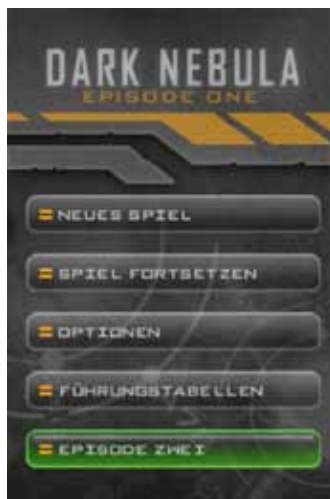 DARK NEBULA
EPISODE ONE
NEUES SPIEL
SPIEL FORTSETZEN
OPTIONEN
FÜHRUNGSTABELLEN
EPISODE ZWEI